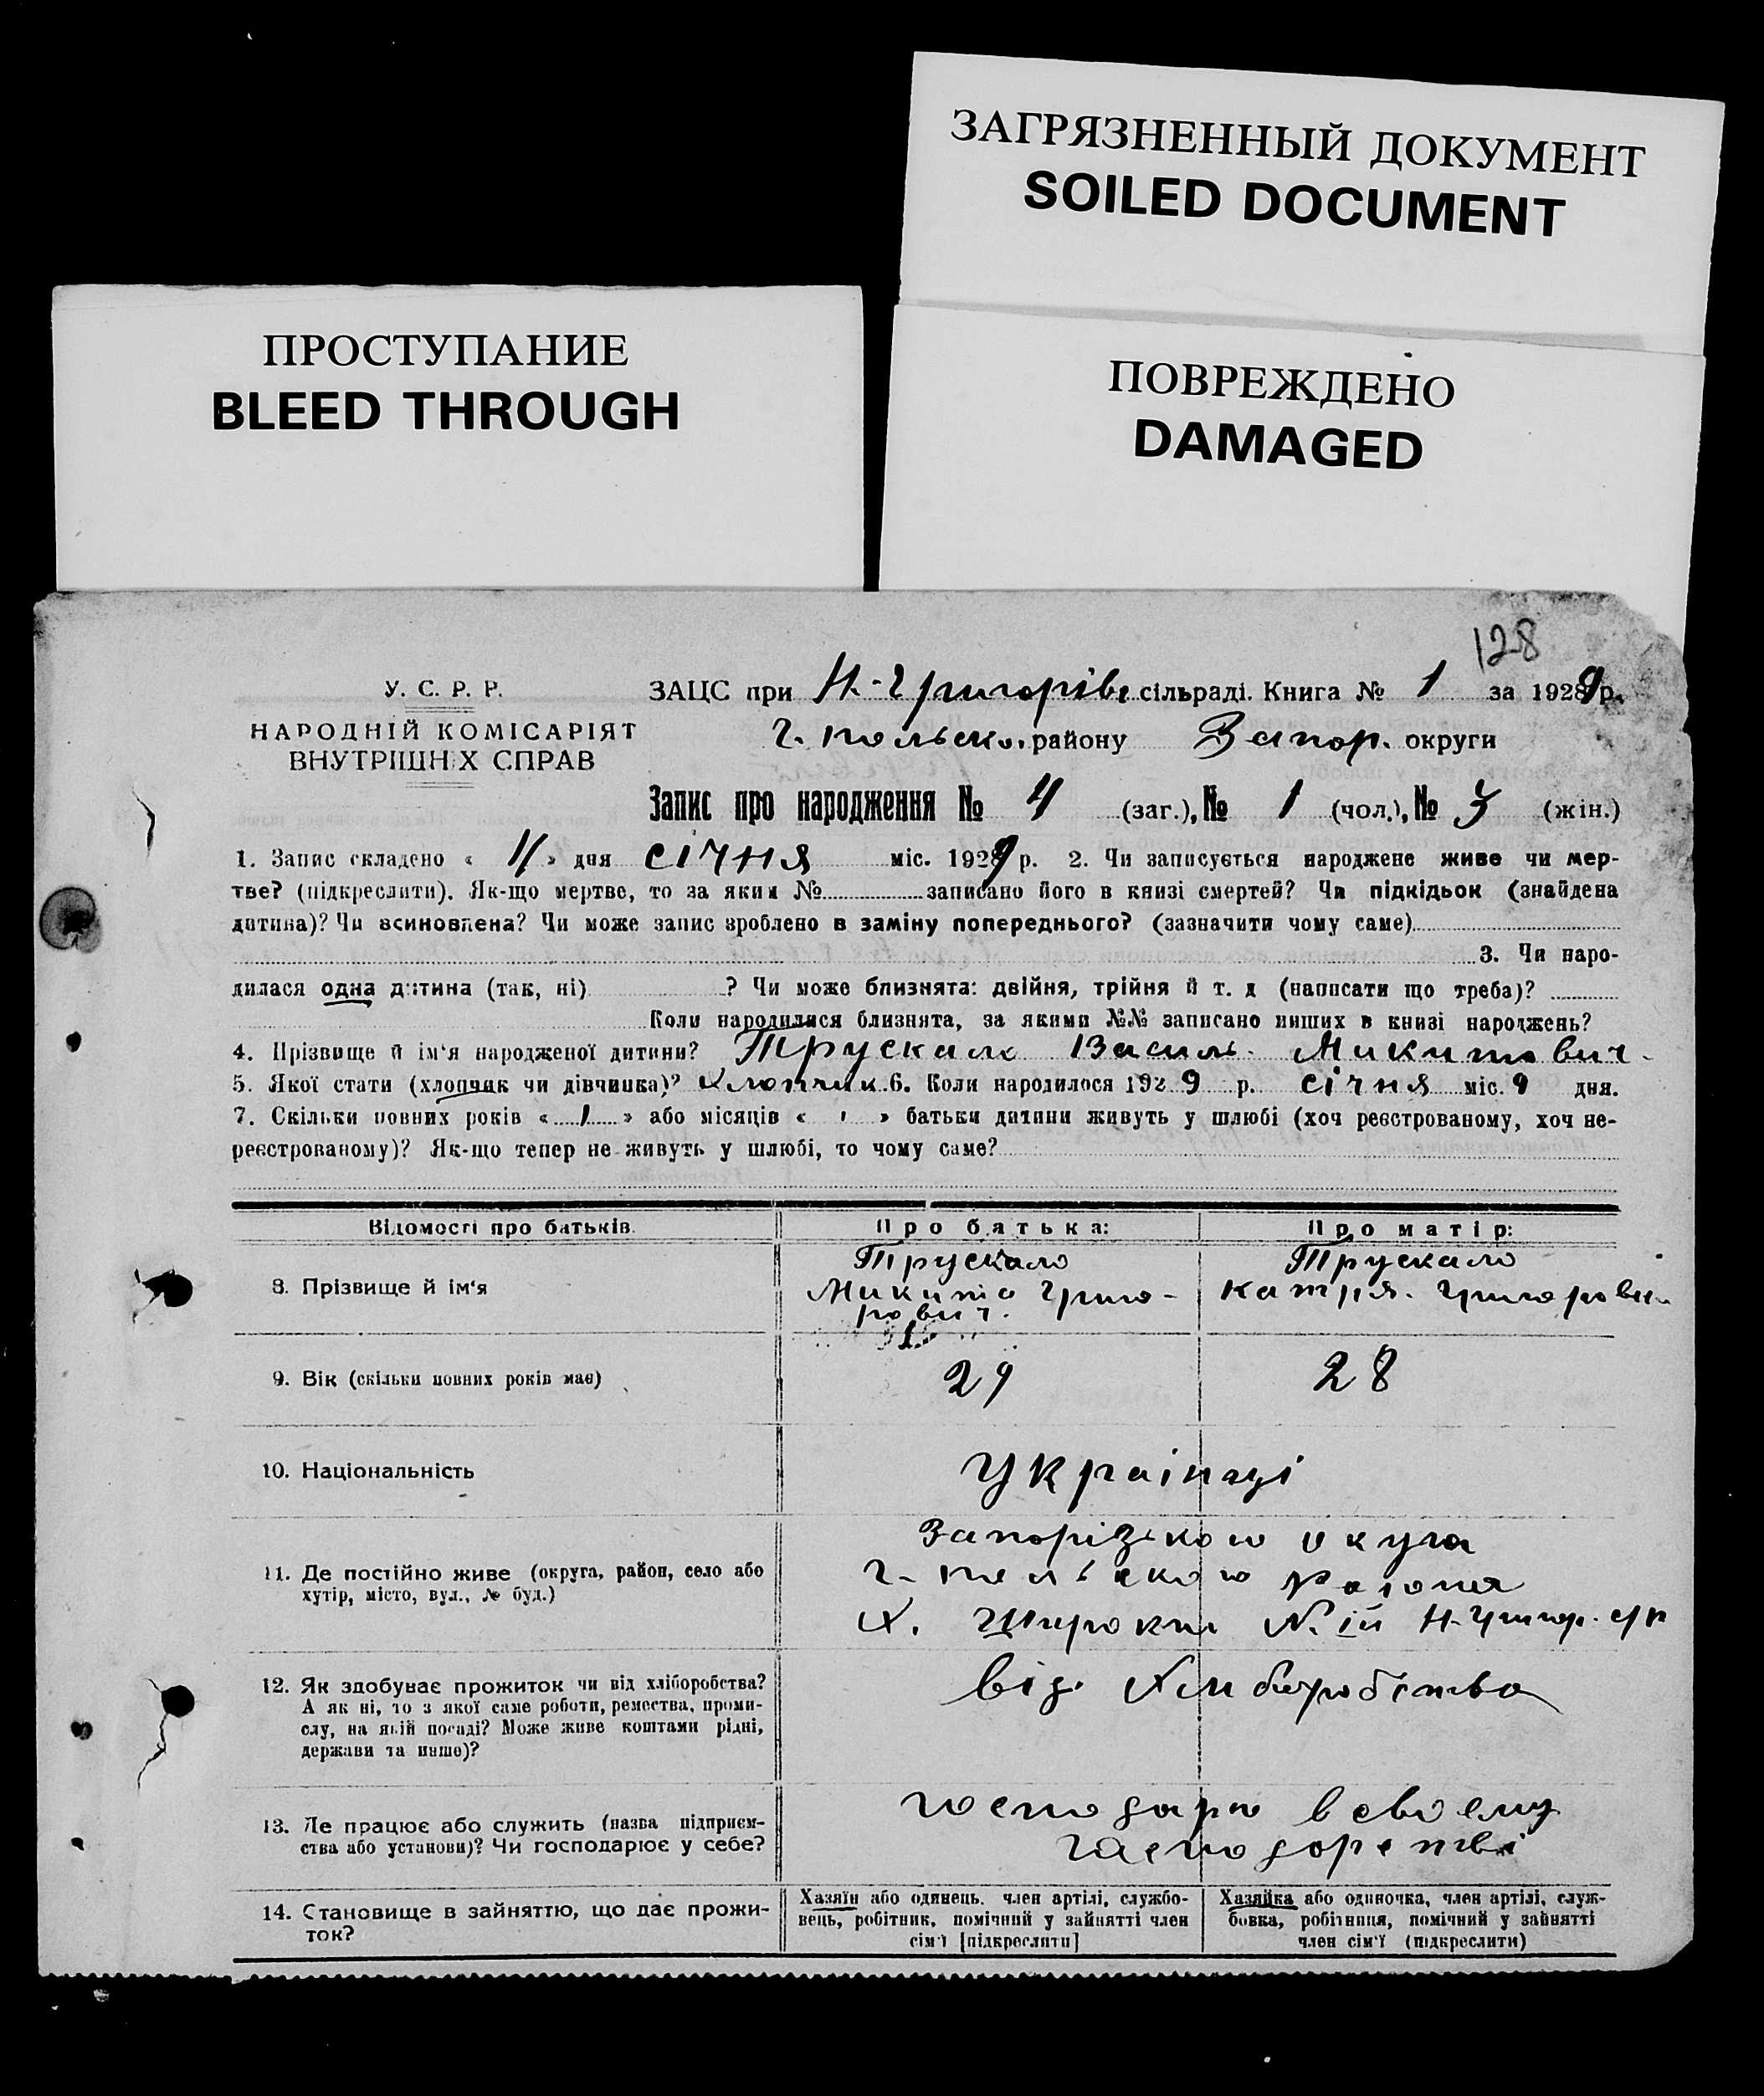 ЗАГРЯЗНЕННЫЙ ДОКУМЕНТ
SOILED DOCUMENT
ПРОСТУПАНИЕ
BLEED THROUGH
ПОВРЕЖДЕНО
DAMAGED
128
У. С. Р. Р.
НАРОДНІЙ КОМІСАРІЯТ
ВНУТРІШНІХ СПРАВ
ЗАЦС при Н.-Григорівс. сільраді. Книга № 1 за 1929 р.
Г. польськ. району Запор. округи
Запис про народження № 4 (заг.), № 1 (чол.), № 3 (жін.)
1. Запис складено « 11 » дня січня міс. 1929 р. 2. Чи записується народжене живе чи мер-
тве? (підкреслити). Як-що мертве, то за яким № записано його в книзі смертей? Чи підкідьок (знайдена
дитина)? Чи всиновлена? Чи може запис зроблено в заміну попереднього? (зазначити чому саме)
3. Чи наро-
дилася одна дитина (так, ні) ? Чи може близнята: двійня, трійня й т. д (написати що треба)?
Коли народилися близнята, за якими №№ записано инших в книзі народжень?
4. Прізвище й ім'я народженої дитини? Трускало Василь Микитович
5. Якої стати (хлопчик чи дівчинка)? Хлопчик 6. Коли народилося 1929 р. січня міс. 9 дня.
7. Скільки повних років « 1 » або місяців « » батьки дитини живуть у шлюбі (хоч реєстрованому, хоч не-
реєстрованому)? Як-що тепер не живуть у шлюбі, то чому саме?
Відомості про батьків. Про батька: Про матір:
8. Прізвище й ім'я
Трускало
Микита Григо-
рович.
Трускало
Катря. Григоровн.
9. Вік (скільки повних років має) 29 28
10. Національність Українці
11. Де постійно живе (округа, район, село або
хутір, місто, вул., № буд.)
Запорізького округа
Г. польського району
Х. Широкий №. ій Н. Григор. с/р
12. Як здобуває прожиток чи від хліборобства?
А як ні, то з якої саме роботи, ремества, проми-
слу, на якій посаді? Може живе коштами рідні,
держави та инше)?
від. Хліборобства
13. Де працює або служить (назва підприєм-
ства або установи)? Чи господарює у себе?
господарю в своєму
господарстві
14. Становище в зайняттю, що дає прожи-
ток?
Хазяїн або одинець. член артілі, службо-
вець, робітник, помічний у зайнятті член
сім'ї [підкреслити]
Хазяйка або одиночка, член артілі, служ-
бовка, робітниця, помічний у зайнятті
член сім'ї (підкреслити)